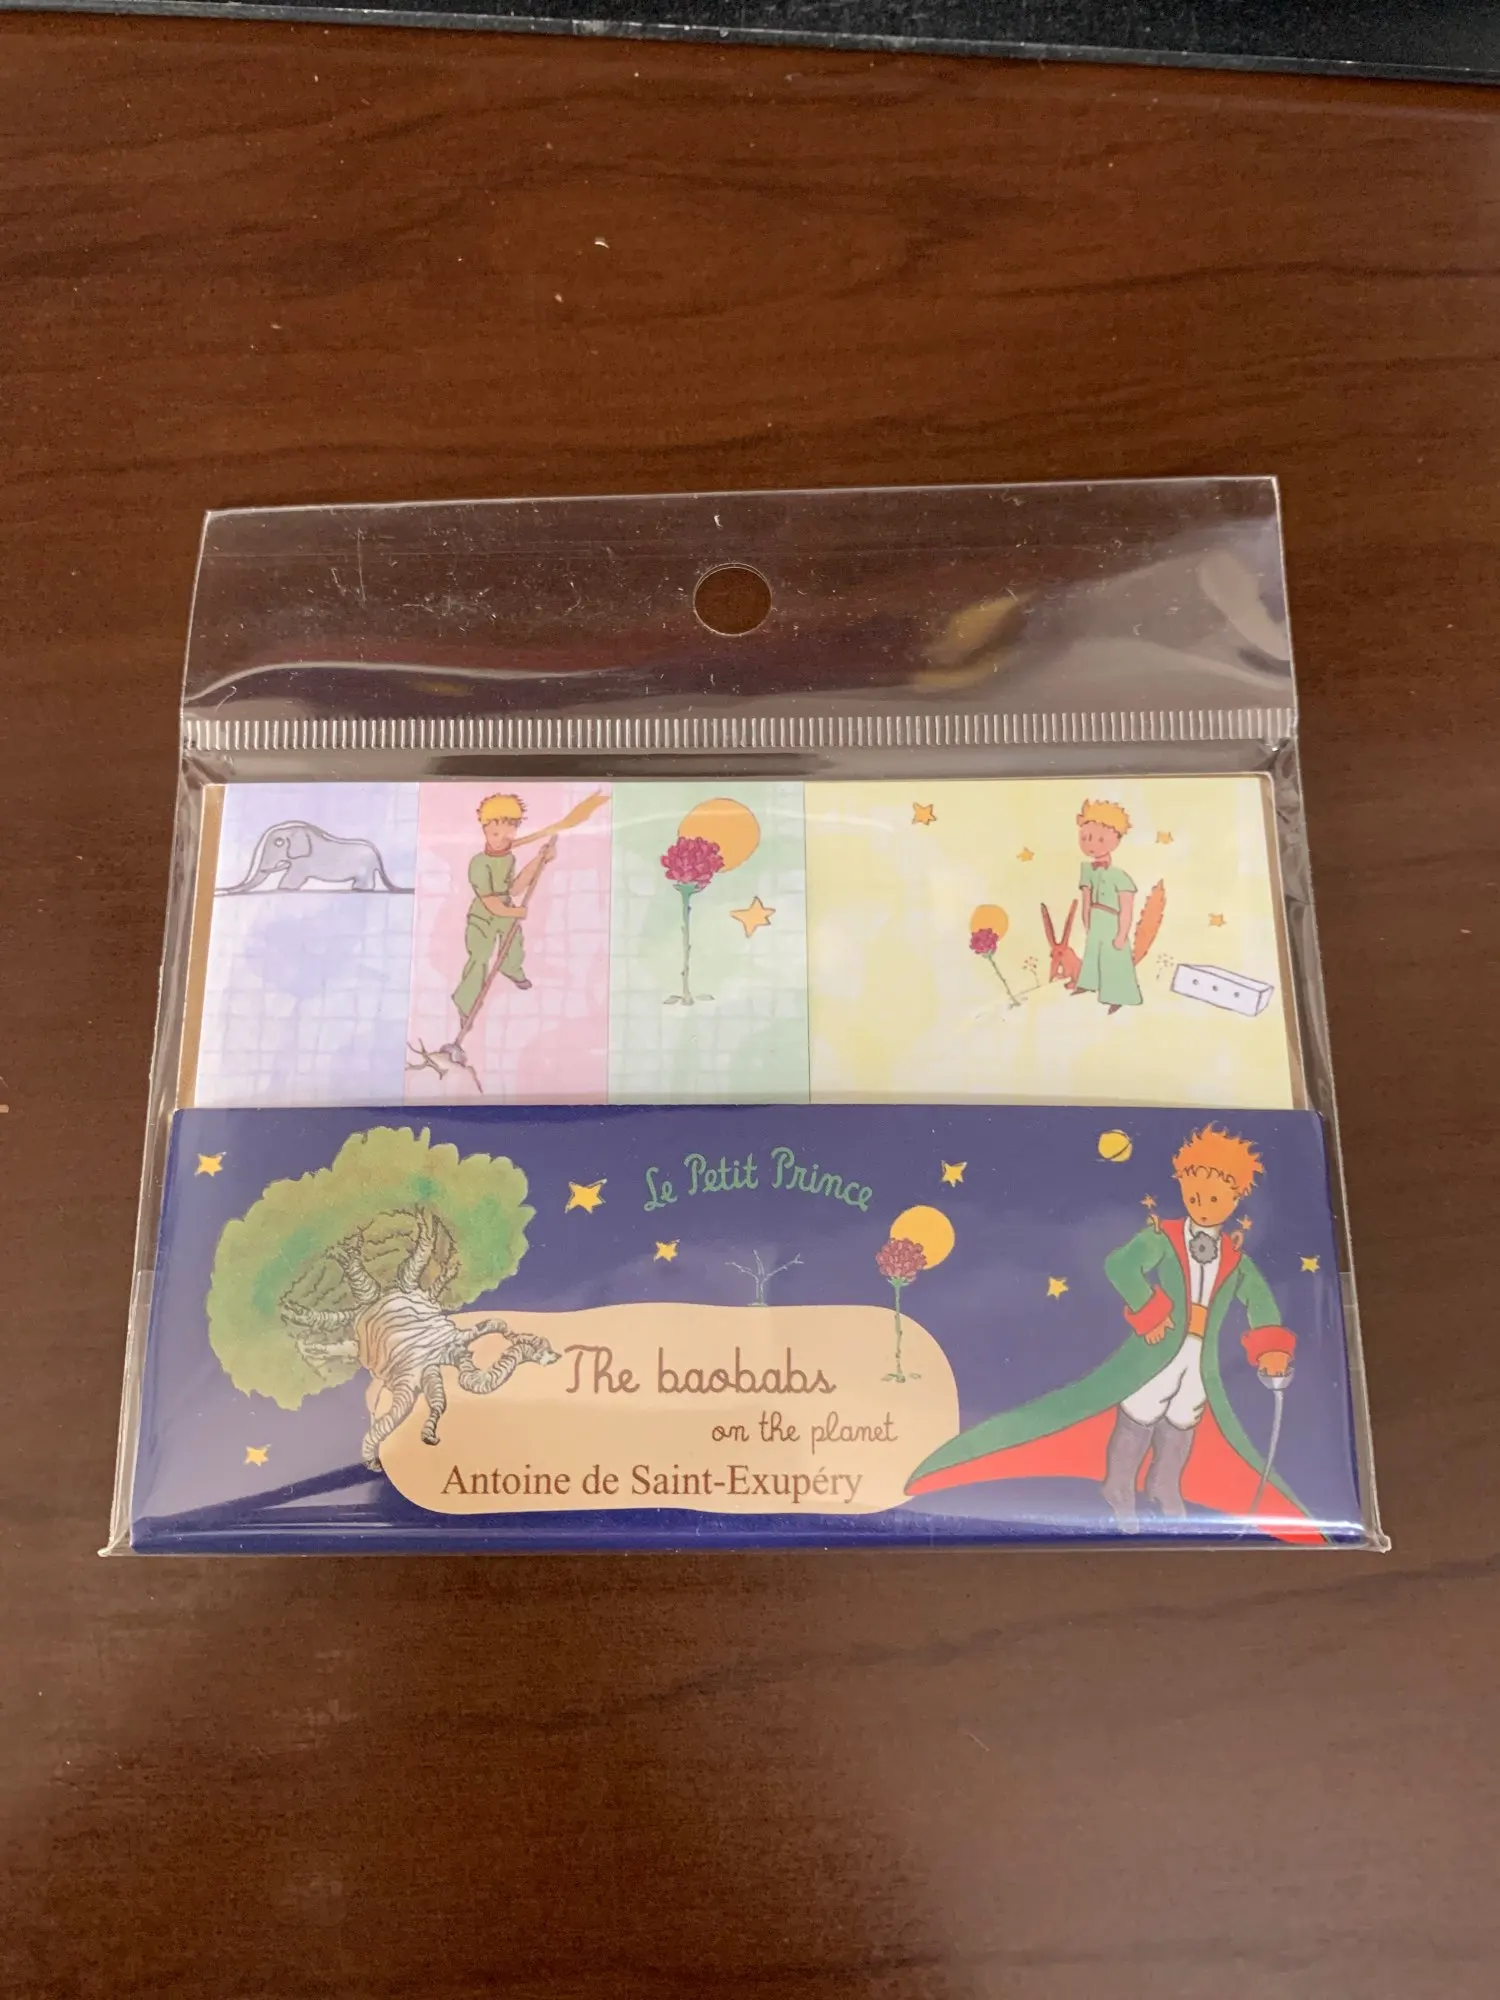 Le Petit Prince
The baobabs
on the planet
Antoine de Saint-Exupéry